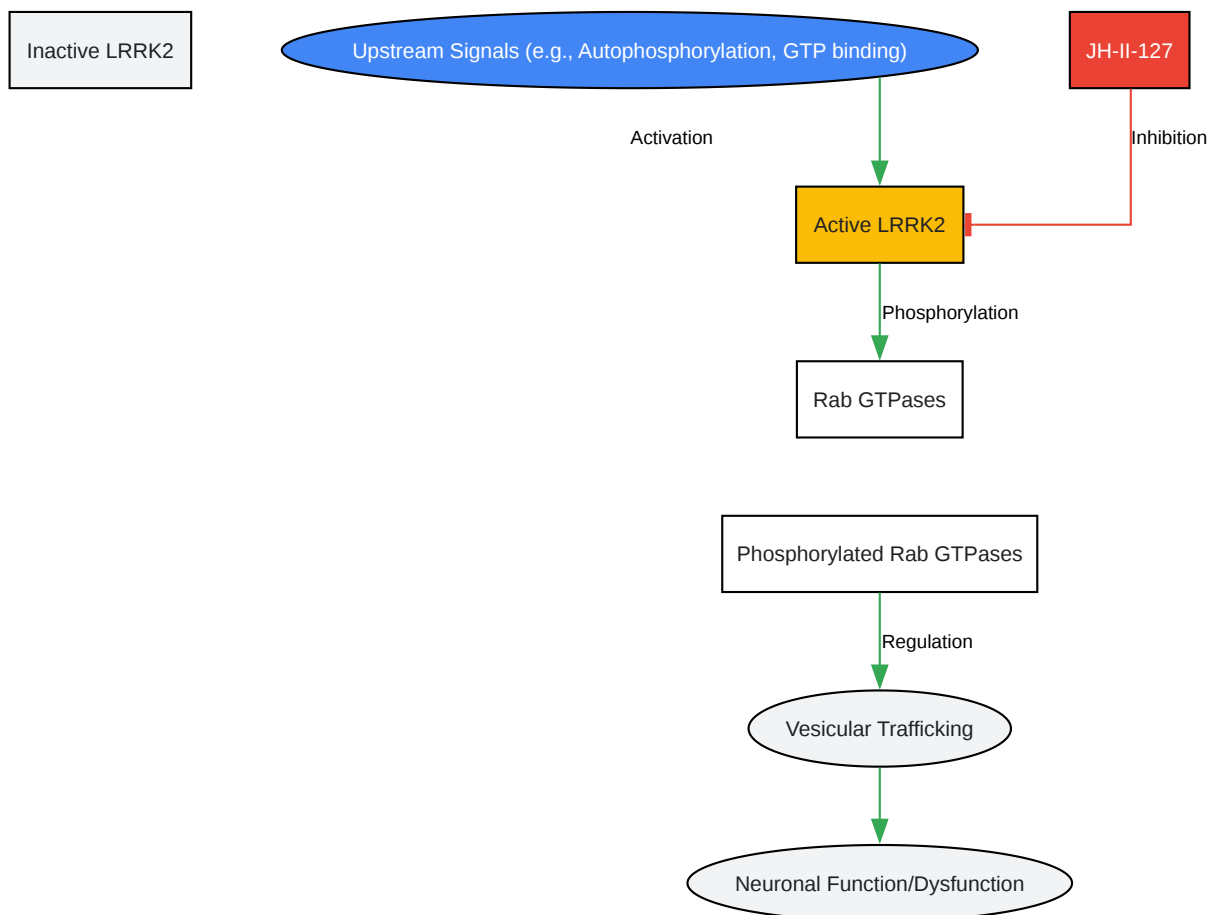 Inactive LRRK2
Upstream Signals (e.g., Autophosphorylation, GTP binding)
JH-II-127
Activation
Inhibition
Active LRRK2
Phosphorylation
Rab GTPases
Phosphorylated Rab GTPases
Regulation
Vesicular Trafficking
Neuronal Function/Dysfunction